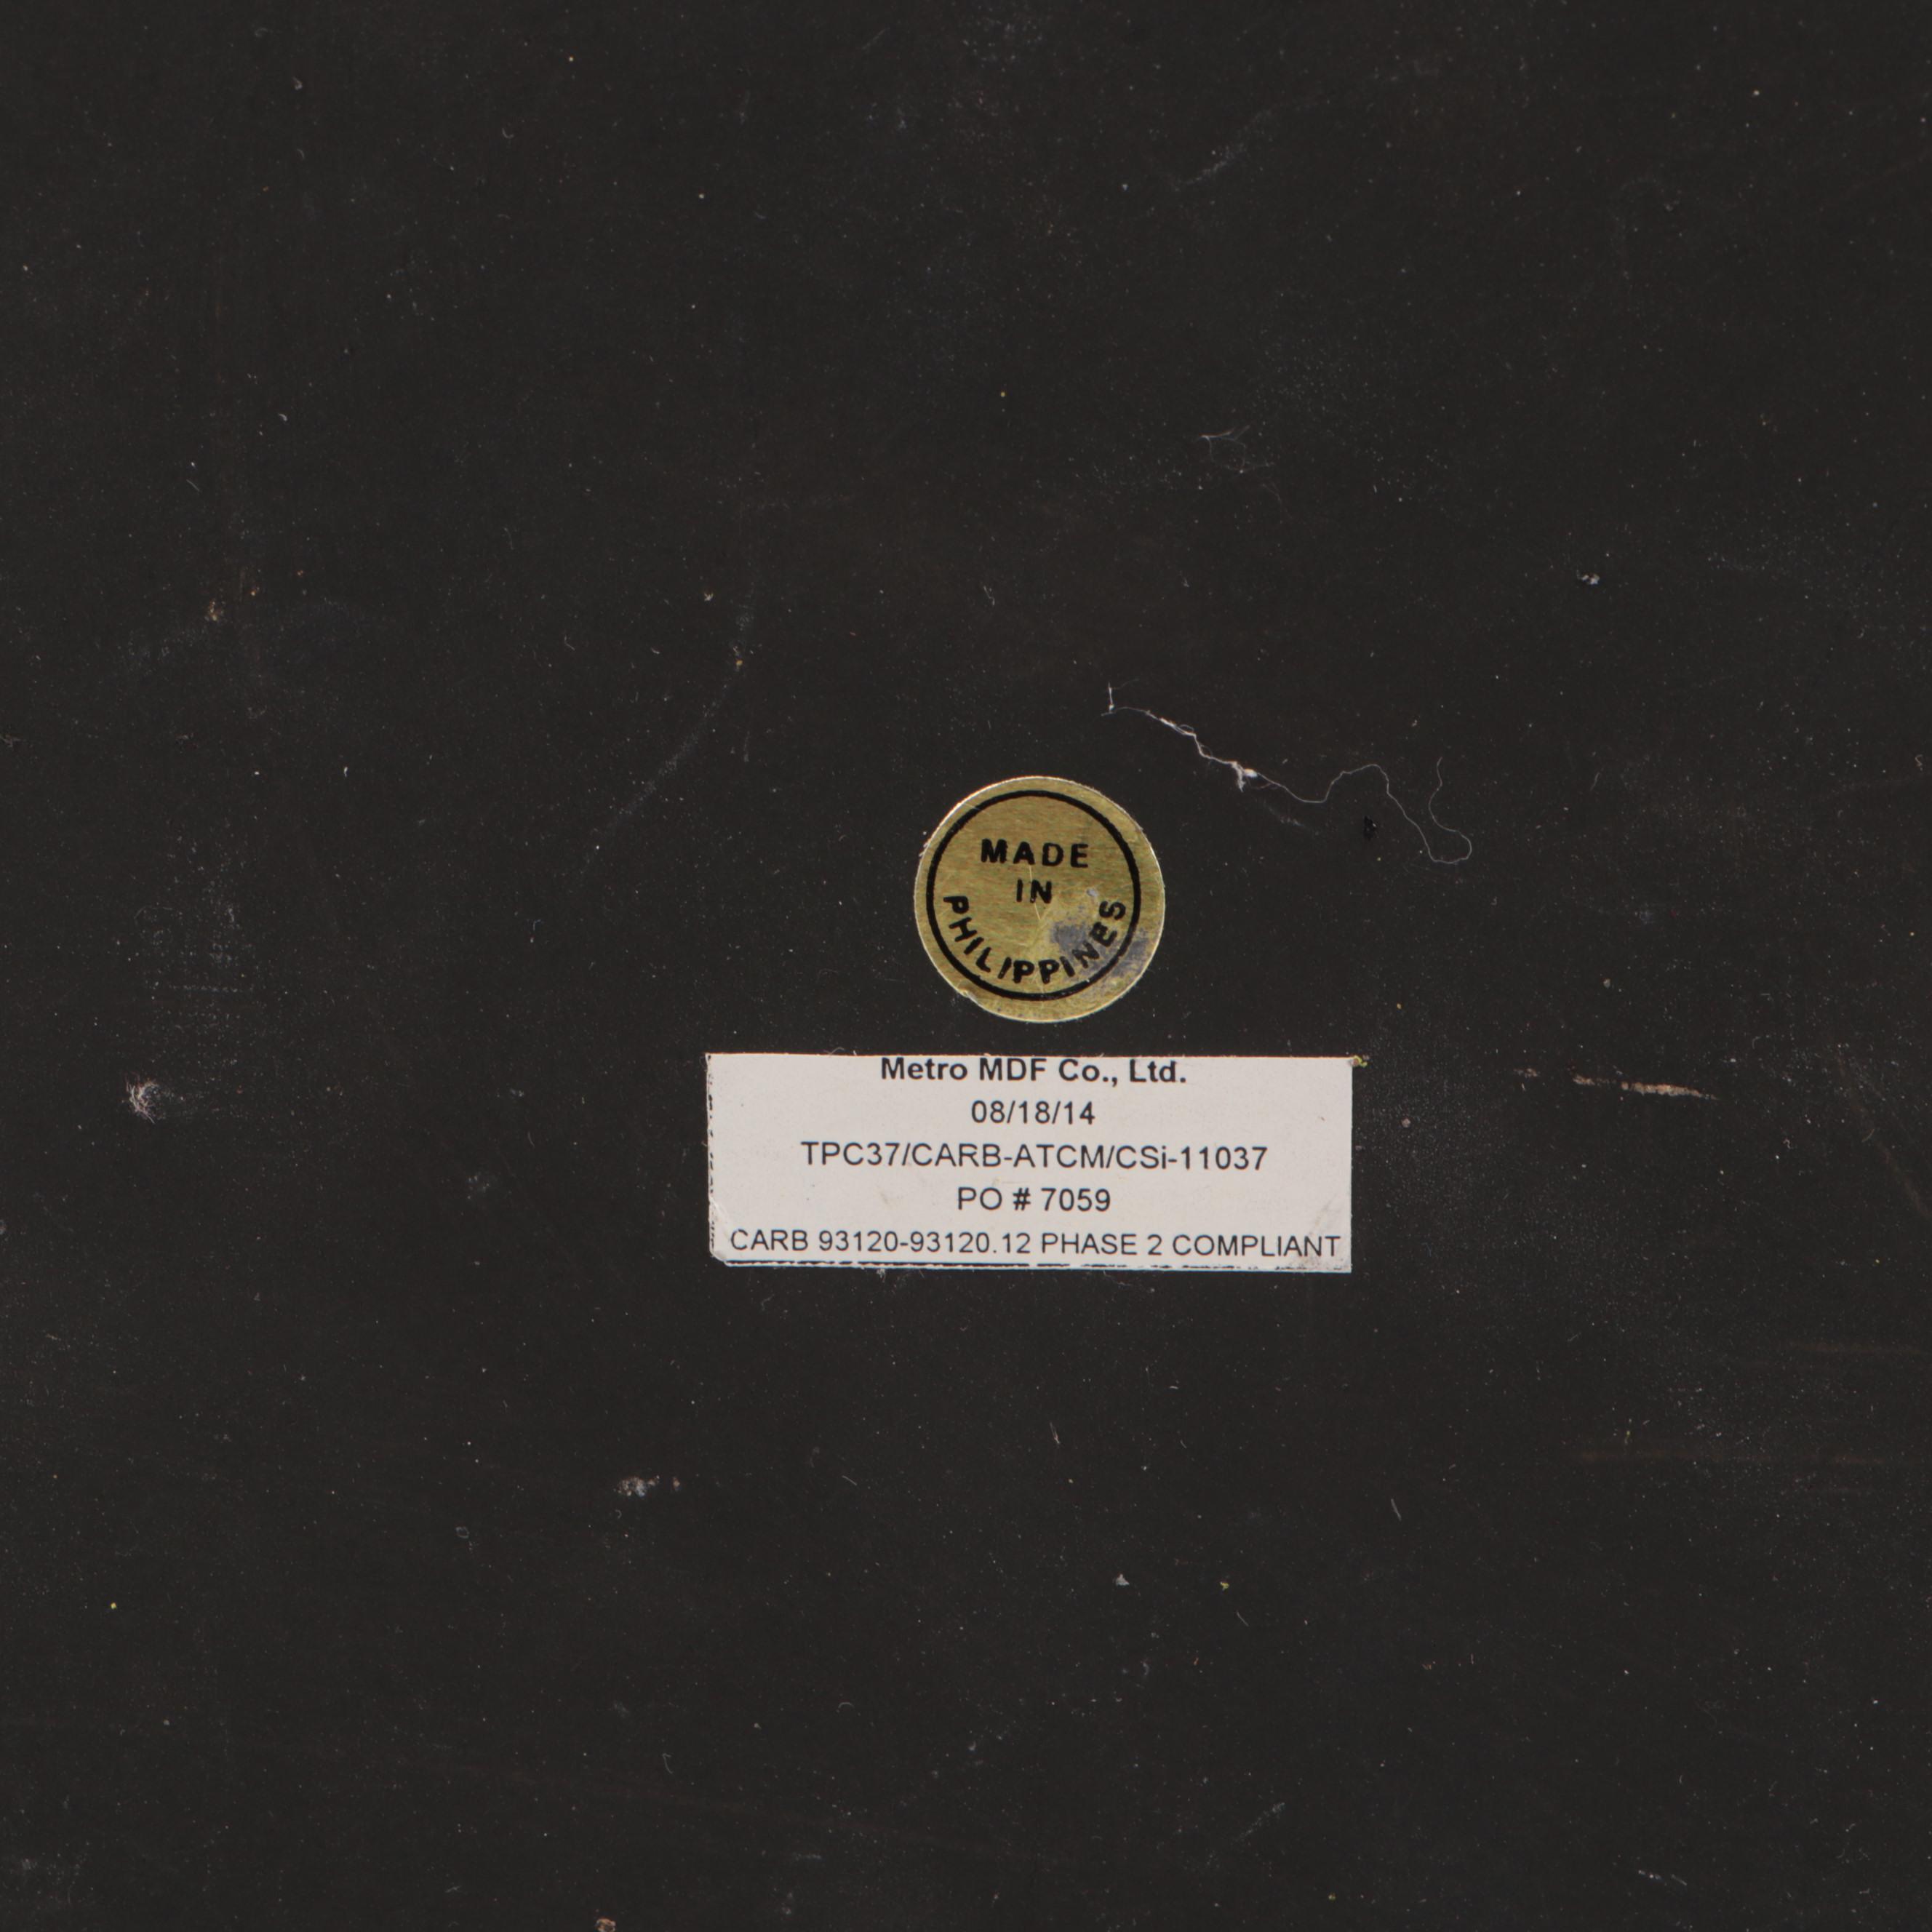 MADE
IN
PHILIPPINES
Metro MDF Co., Ltd.
08/18/14
TPC37/CARB-ATCM/CSi-11037
PO # 7059
CARB 93120-93120.12 PHASE 2 COMPLIANT